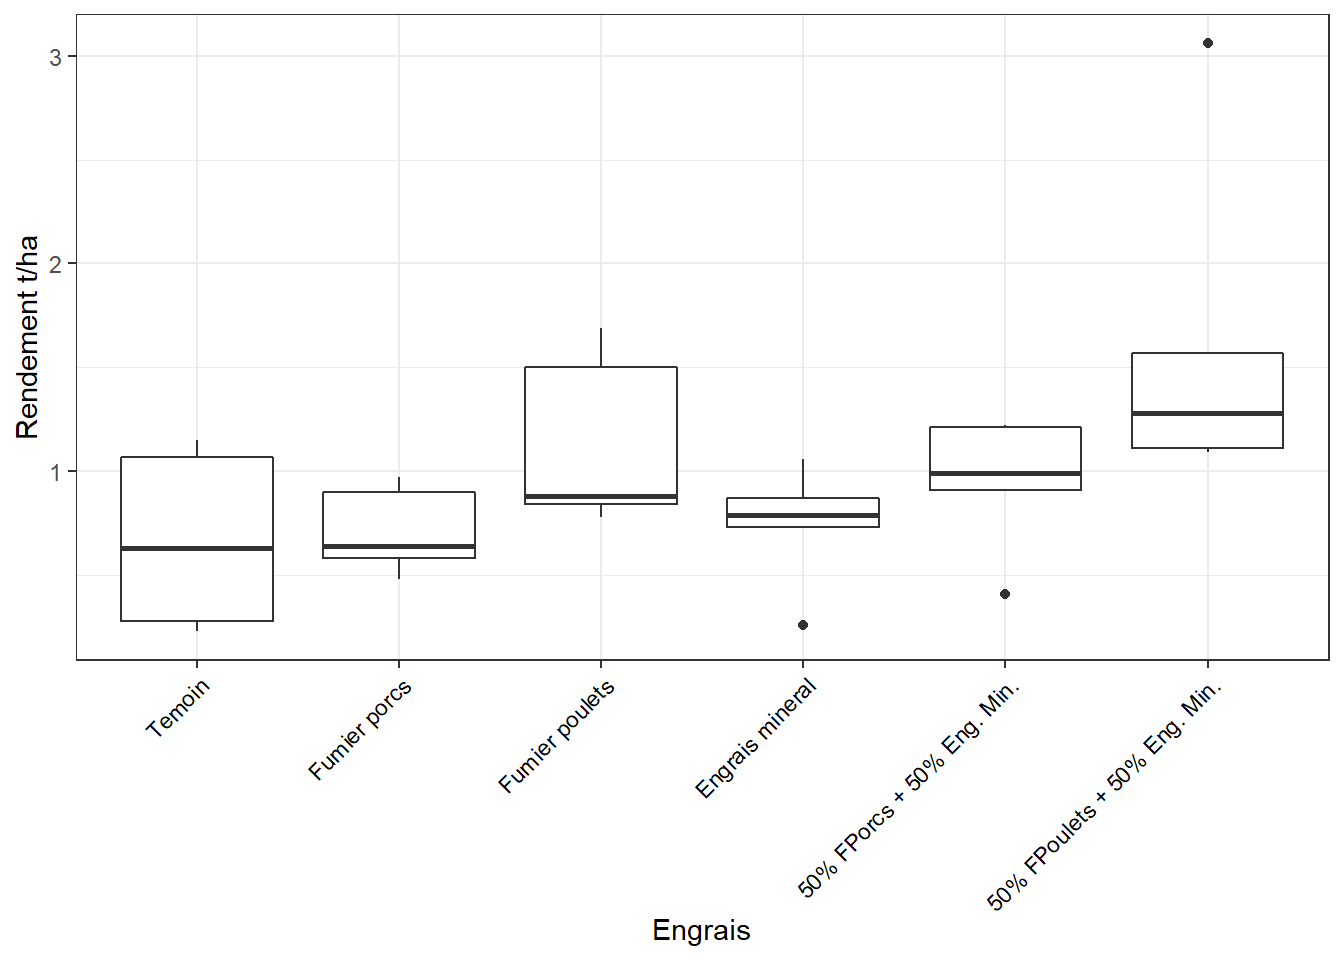 Rendement t/ha
3
2
1
Temoin
Fumier porcs
Fumier poulets
Engrais mineral
50% FPorcs + 50% Eng. Min.
50% FPoulets + 50% Eng. Min.
Engrais